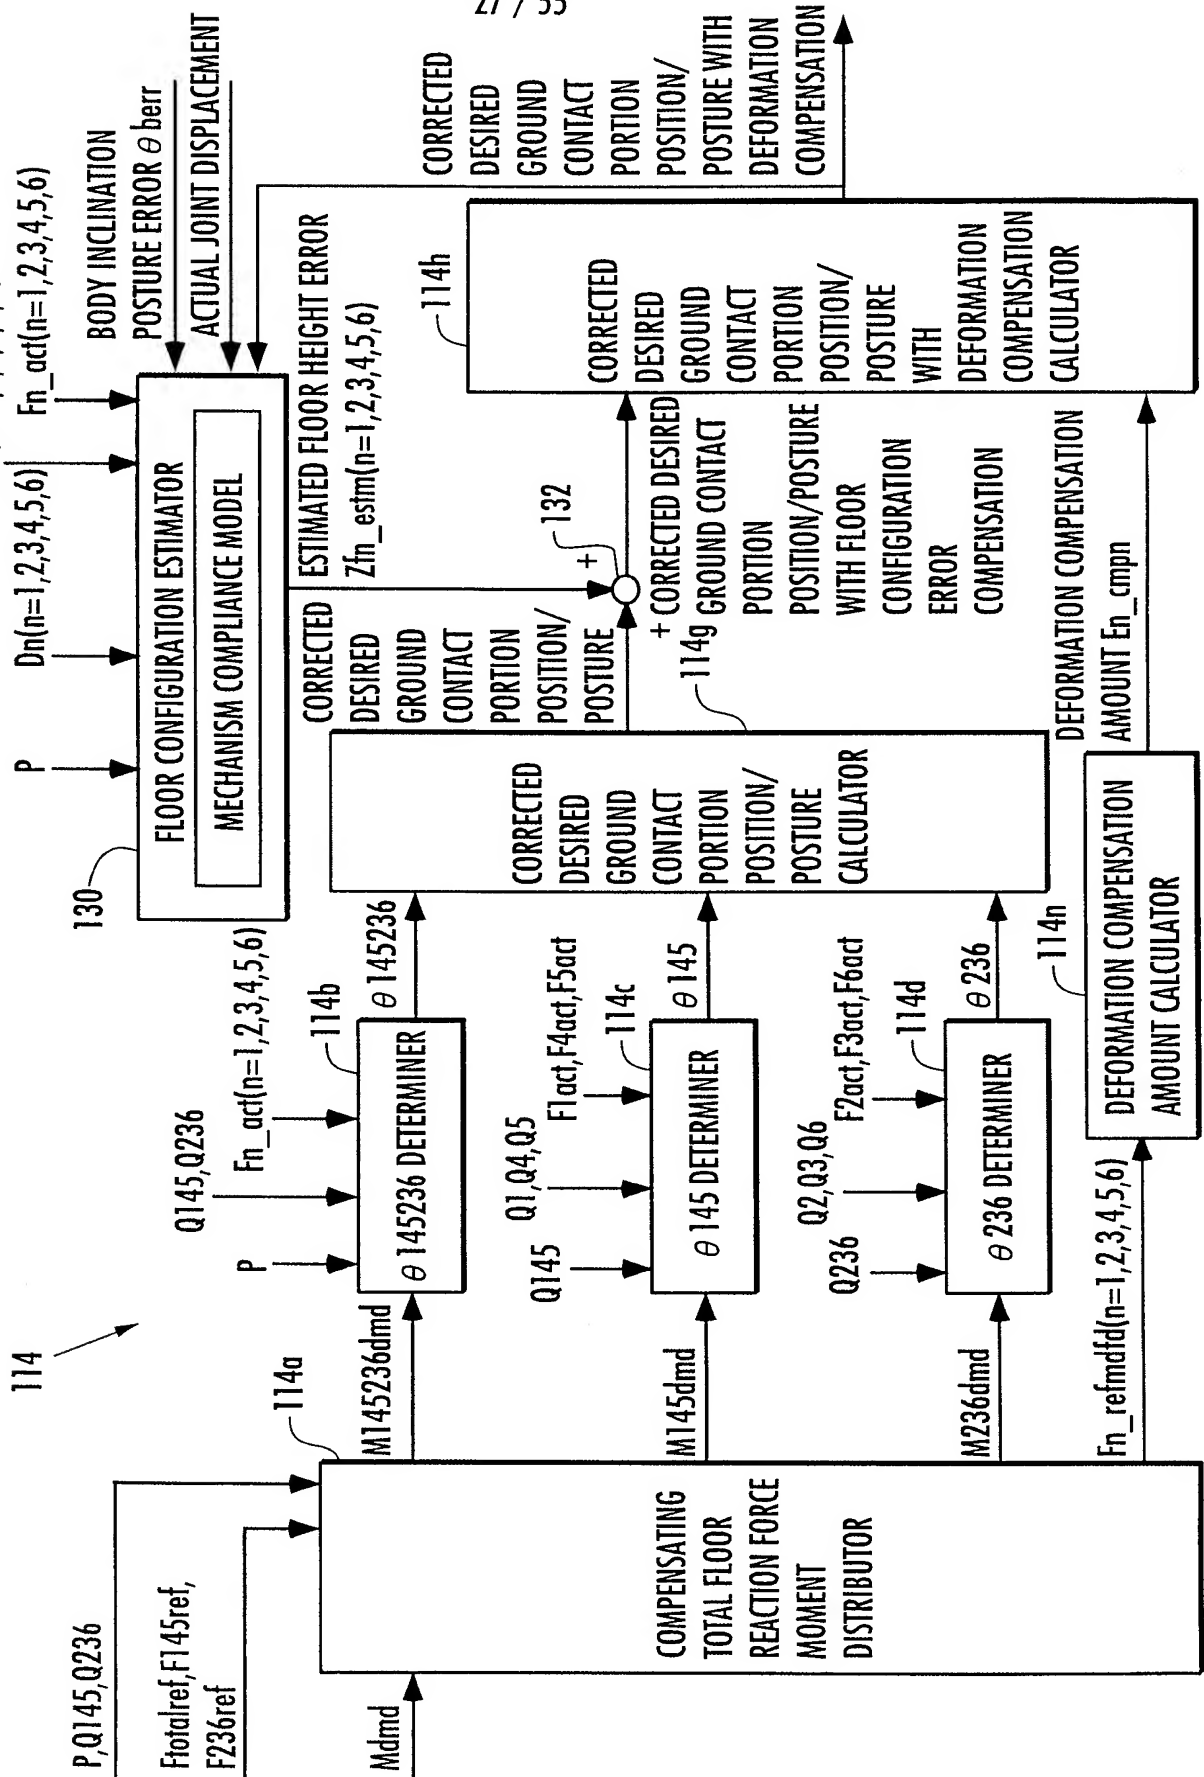 27 / 55
114
P,Q145,Q236
Ftotalref,F145ref,
F236ref
Mdmd
114a
COMPENSATING
TOTAL FLOOR
REACTION FORCE
MOMENT
DISTRIBUTOR
M145236dmd
M145dmd
M236dmd
Fn_refmdfd(n=1,2,3,4,5,6)
P
Q145,Q236
Fn_act(n=1,2,3,4,5,6)
114b
θ 145236 DETERMINER
θ 145236
Q145
Q1,Q4,Q5
F1act,F4act,F5act
114c
θ 145 DETERMINER
θ 145
Q236
Q2,Q3,Q6
F2act,F3act,F6act
114d
θ 236 DETERMINER
θ 236
114n
DEFORMATION COMPENSATION
AMOUNT CALCULATOR
130
P
Dn(n=1,2,3,4,5,6)
Fn_act(n=1,2,3,4,5,6)
BODY INCLINATION
POSTURE ERROR θ berr
ACTUAL JOINT DISPLACEMENT
FLOOR CONFIGURATION ESTIMATOR
MECHANISM COMPLIANCE MODEL
ESTIMATED FLOOR HEIGHT ERROR
Zfn_estm(n=1,2,3,4,5,6)
CORRECTED
DESIRED
GROUND
CONTACT
PORTION
POSITION/
POSTURE
CALCULATOR
114g
CORRECTED
DESIRED
GROUND
CONTACT
PORTION
POSITION/
POSTURE
132
+
+
CORRECTED DESIRED
GROUND CONTACT
PORTION
POSITION/POSTURE
WITH FLOOR
CONFIGURATION
ERROR
COMPENSATION
DEFORMATION COMPENSATION
AMOUNT En_cmpn
114h
CORRECTED
DESIRED
GROUND
CONTACT
PORTION
POSITION/
POSTURE
WITH
DEFORMATION
COMPENSATION
CALCULATOR
CORRECTED
DESIRED
GROUND
CONTACT
PORTION
POSITION/
POSTURE WITH
DEFORMATION
COMPENSATION